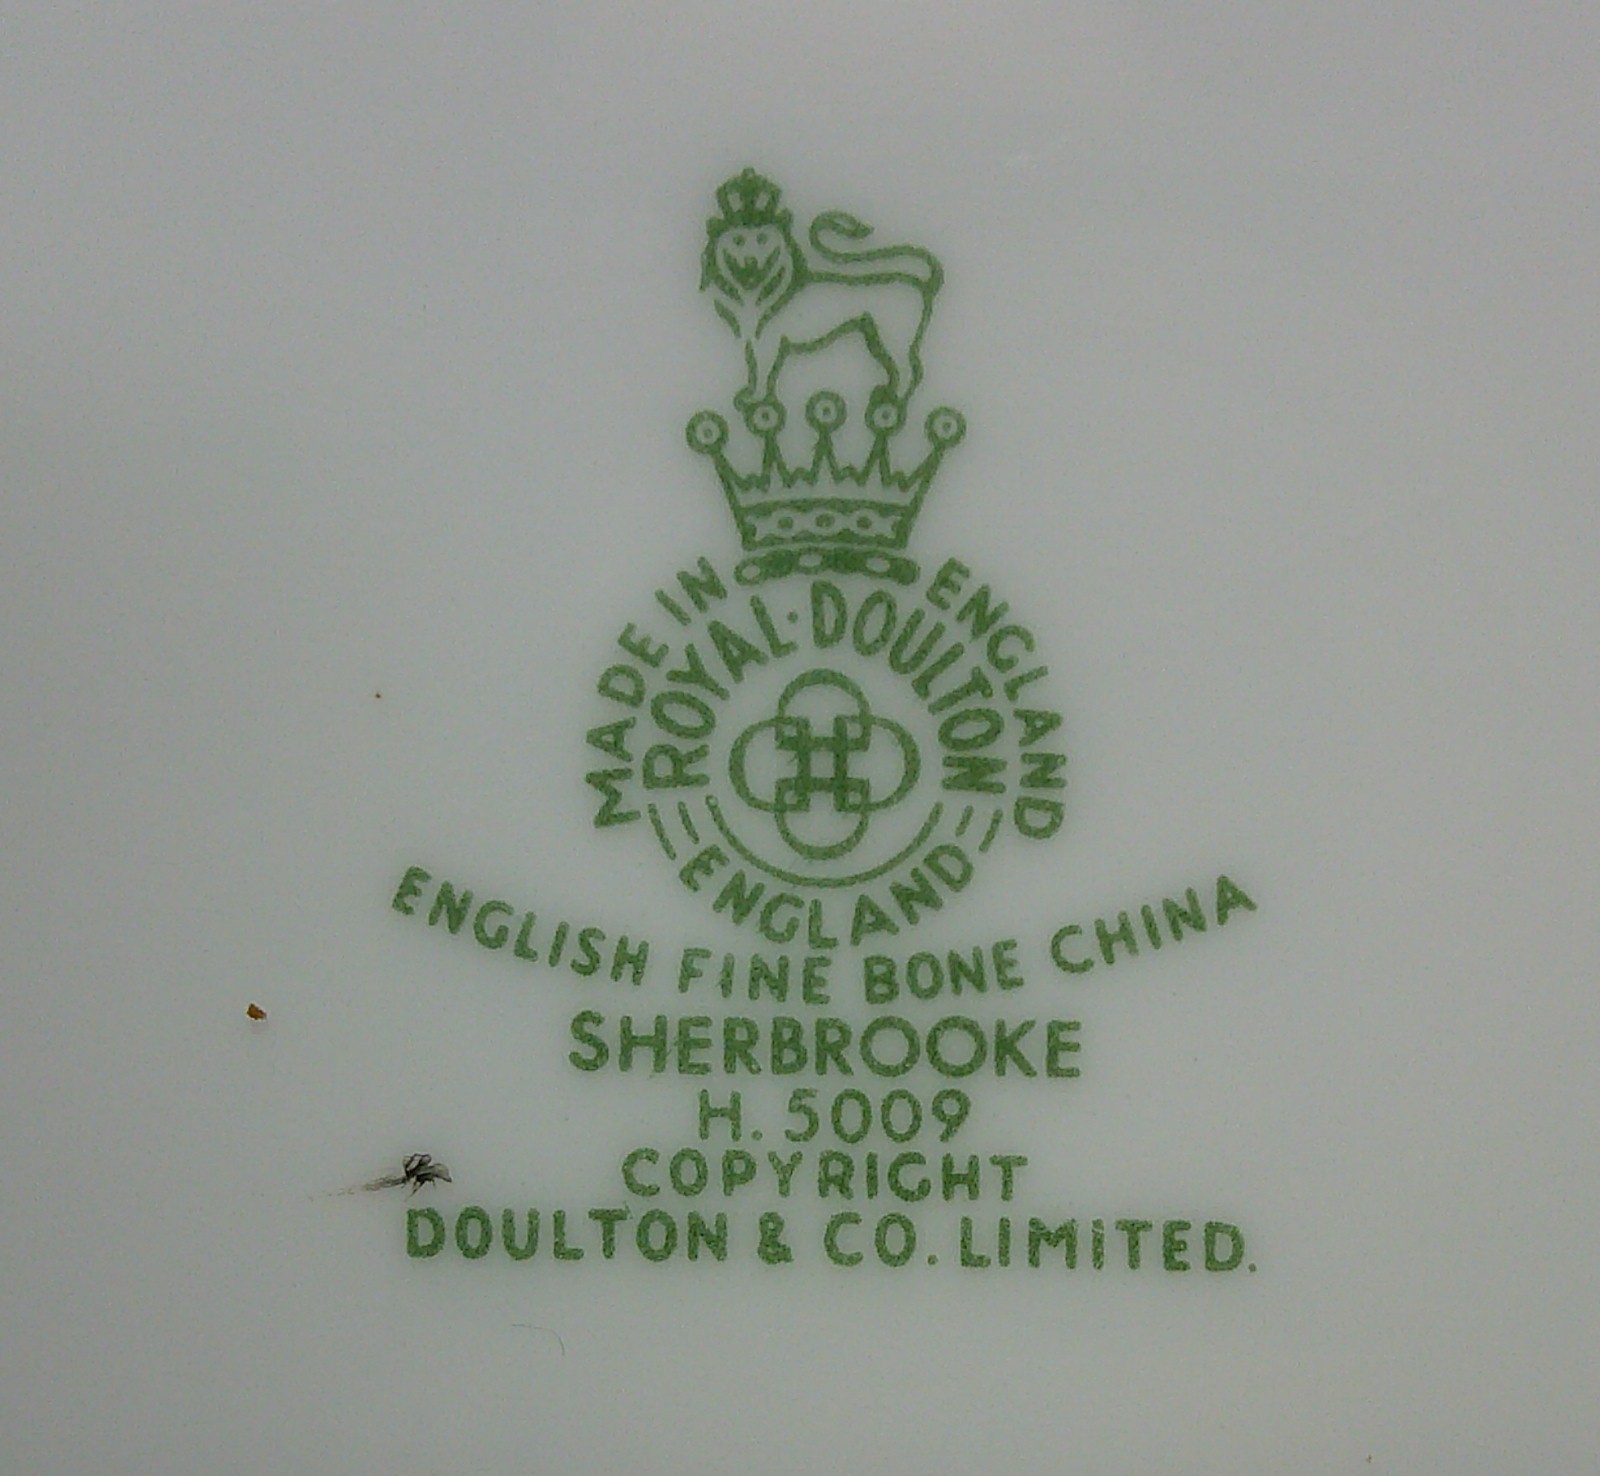 MADE IN ENGLAND
ROYAL·DOULTON
ENGLAND
ENGLISH FINE BONE CHINA
SHERBROOKE
H. 5009
COPYRIGHT
DOULTON & CO. LIMITED.